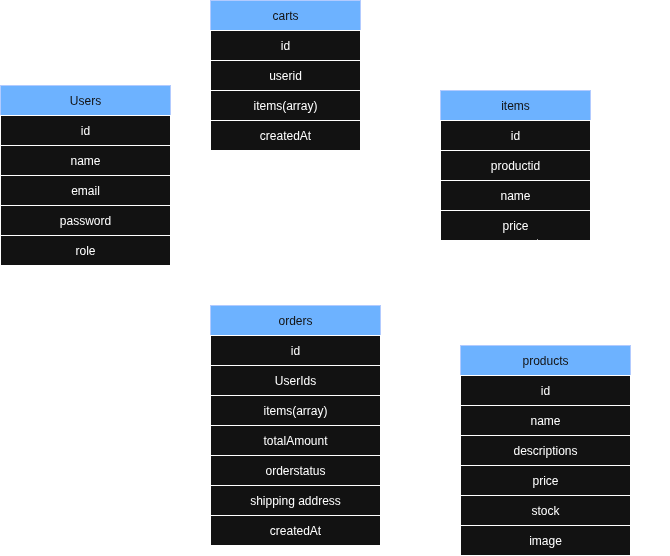 carts
id
userid
items(array)
createdAt
Users
id
name
email
password
role
items
id
productid
name
price
orders
id
UserIds
items(array)
totalAmount
orderstatus
shipping address
createdAt
products
id
name
descriptions
price
stock
image